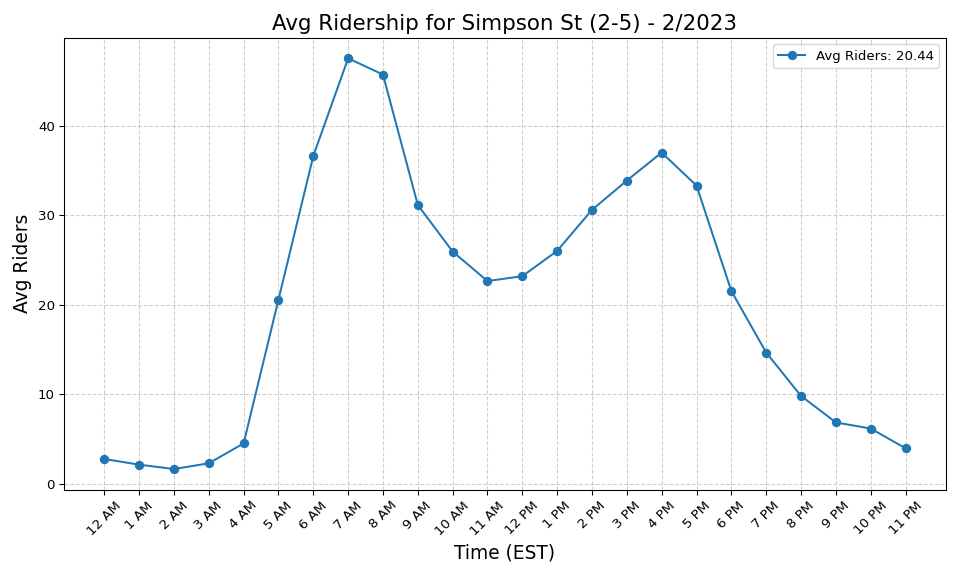 Avg Ridership for Simpson St (2-5) - 2/2023
Avg Riders: 20.44
Avg Riders
40
30
20
10
0
12 AM 1 AM 2 AM 3 AM 4 AM 5 AM 6 AM 7 AM 8 AM 9 AM 10 AM 11 AM 12 PM 1 PM 2 PM 3 PM 4 PM 5 PM 6 PM 7 PM 8 PM 9 PM 10 PM 11 PM
Time (EST)